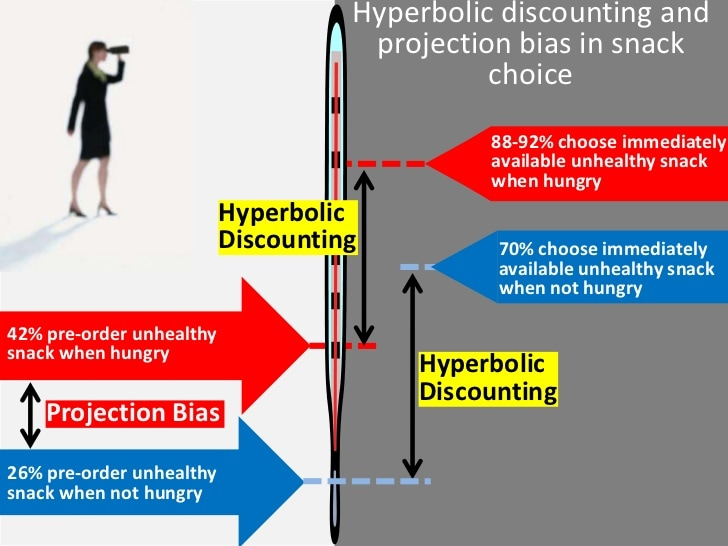 Hyperbolic discounting and
projection bias in snack
choice
88-92% choose immediately
available unhealthy snack
when hungry
Hyperbolic
Discounting
70% choose immediately
available unhealthy snack
when not hungry
42% pre-order unhealthy
snack when hungry
Hyperbolic
Discounting
Projection Bias
26% pre-order unhealthy
snack when not hungry